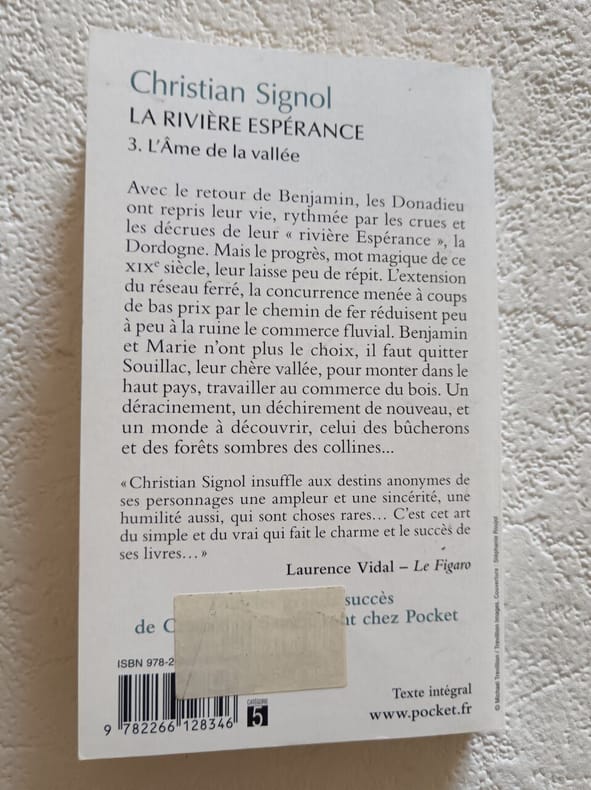 Christian Signol
LA RIVIÈRE ESPÉRANCE
3. L'Âme de la vallée
Avec le retour de Benjamin, les Donadieu
ont repris leur vie, rythmée par les crues et
les décrues de leur « rivière Espérance », la
Dordogne. Mais le progrès, mot magique de ce
XIXe siècle, leur laisse peu de répit. L'extension
du réseau ferré, la concurrence menée à coups
de bas prix par le chemin de fer réduisent peu
à peu à la ruine le commerce fluvial. Benjamin
et Marie n'ont plus le choix, il faut quitter
Souillac, leur chère vallée, pour monter dans le
haut pays, travailler au commerce du bois. Un
déracinement, un déchirement de nouveau, et
un monde à découvrir, celui des bûcherons
et des forêts sombres des collines...
« Christian Signol insuffle aux destins anonymes de
ses personnages une ampleur et une sincérité, une
humilité aussi, qui sont choses rares... C'est cet art
du simple et du vrai qui fait le charme et le succès de
ses livres... »
Laurence Vidal – Le Figaro
succès
de chez Pocket
ISBN 978-2
9 782266 128346
CATÉGORIE
5
Texte intégral
www.pocket.fr
© Michael Trevillion / Trevillion Images. Couverture : Stéphanie